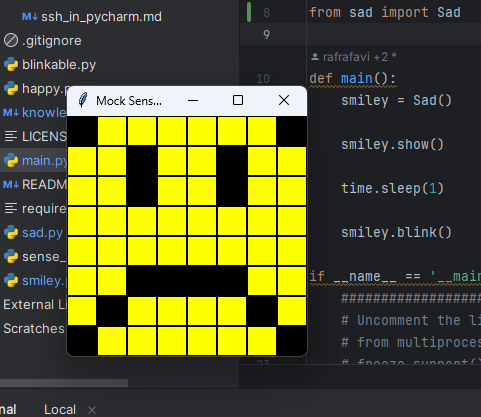 ssh_in_pycharm.md
.gitignore
blinkable.py
happy.p
knowle
LICENS
main.py
READM
require
sad.py
sense_
smiley.p
External Li
Scratches
Mock Sens...
8 from sad import Sad
9
rafrafavi +2 *
10 def main():
smiley = Sad()
smiley.show()
time.sleep(1)
smiley.blink()
if __name__ == '__main
###################
# Uncomment the li
# from multiproces
# freeze_support()
nal Local ×